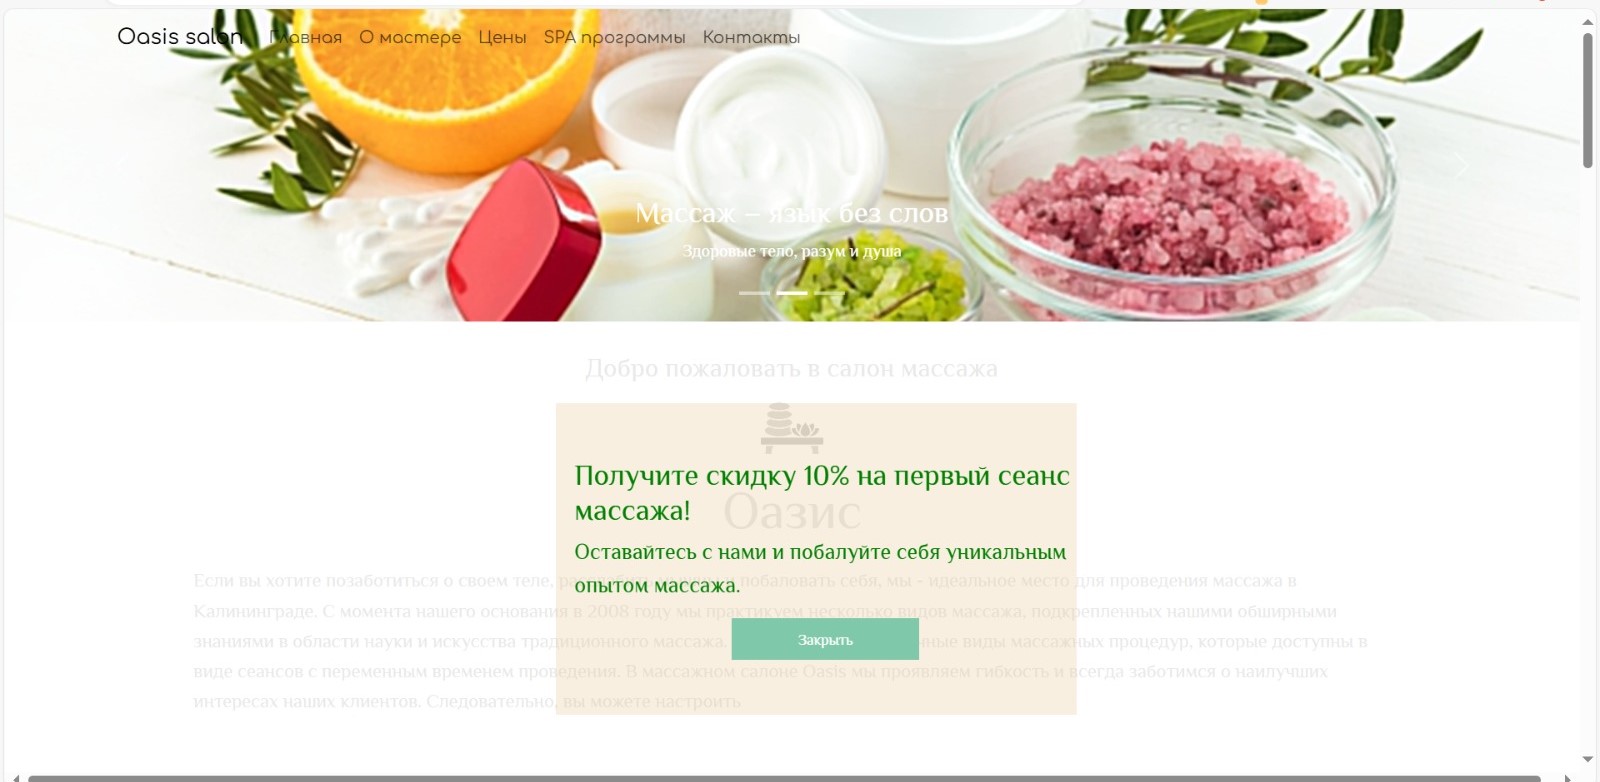 Oasis salon Главная О мастере Цены SPA программы Контакты
Массаж – язык без слов
Здоровые тело, разум и душа
Добро пожаловать в салон массажа
Получите скидку 10% на первый сеанс
массажа!
Оазис
Оставайтесь с нами и побалуйте себя уникальным
опытом массажа.
Если вы хотите позаботиться о своем теле, побаловать себя, мы - идеальное место для проведения массажа в
Калининграде. С момента нашего основания в 2008 году мы практикуем несколько видов массажа, подкрепленных нашими обширными
знаниями в области науки и искусства традиционного массажа. виды массажных процедур, которые доступны в
Закрыть
виде сеансов с переменным временем проведения. В массажном салоне Oasis мы проявляем гибкость и всегда заботимся о наилучших
интересах наших клиентов. Следовательно, вы можете настроить